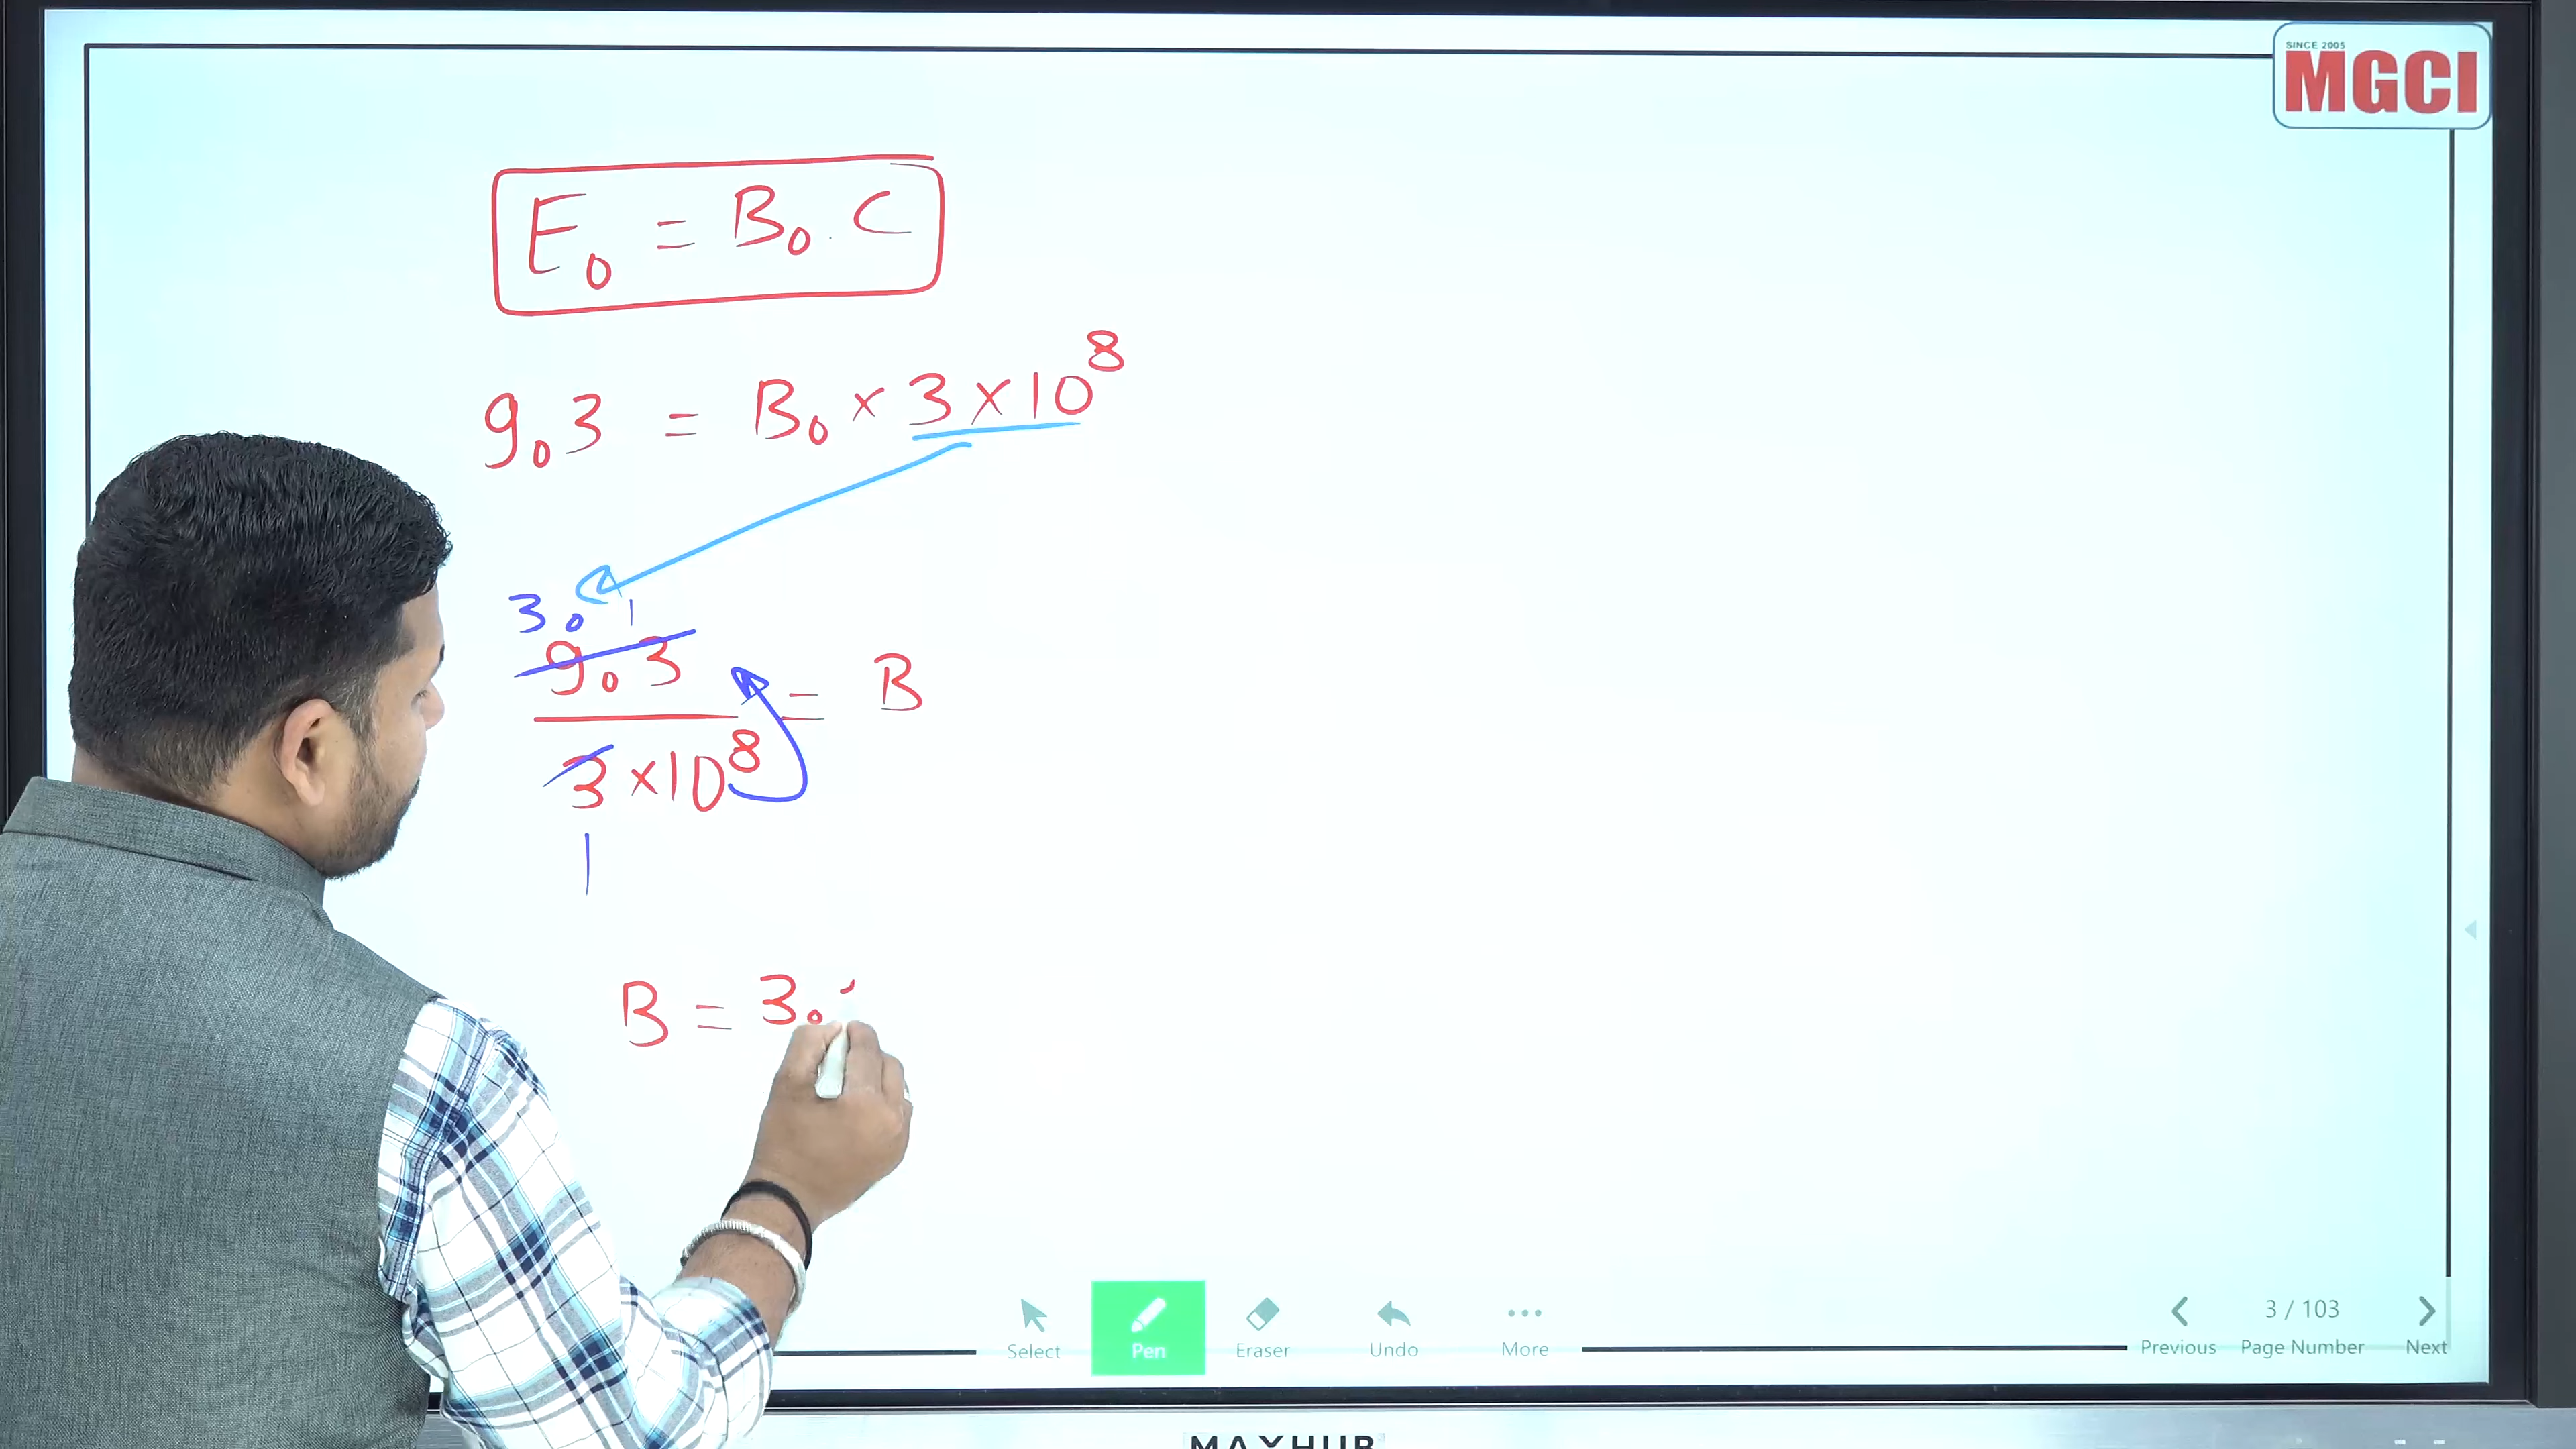 SINCE 2005
MGCI
E₀ = B₀. C
9.3 = B₀ × 3 × 10⁸
3.1
9.3
3 × 10⁸
= B
1
B = 3.
Select Pen Eraser Undo More
3 / 103
Previous Page Number Next
MAXHUB